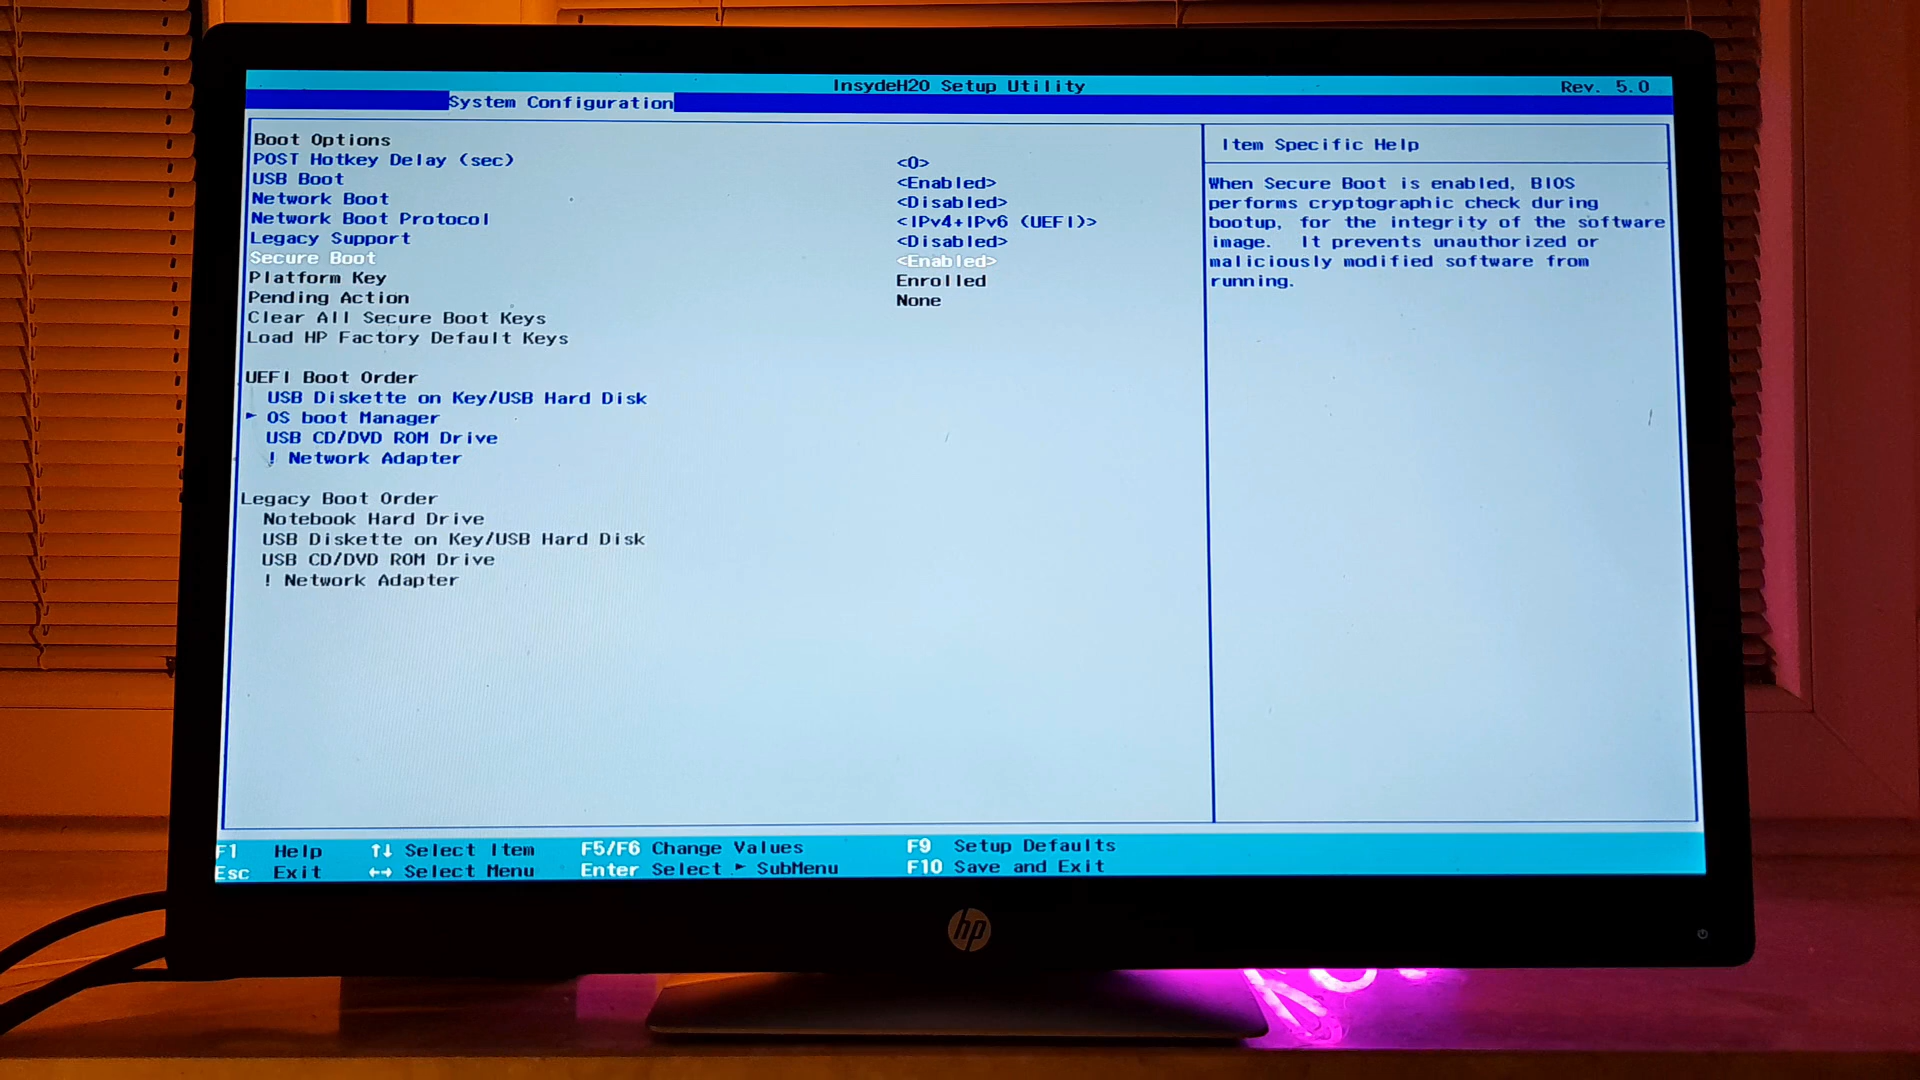 InsydeH2O Setup Utility Rev. 5.0
System Configuration
Boot Options
POST Hotkey Delay (sec) <0>
USB Boot <Enabled>
Network Boot <Disabled>
Network Boot Protocol <IPv4+IPv6 (UEFI)>
Legacy Support <Disabled>
Secure Boot <Enabled>
Platform Key Enrolled
Pending Action None
Clear All Secure Boot Keys
Load HP Factory Default Keys
UEFI Boot Order
USB Diskette on Key/USB Hard Disk
► OS boot Manager
USB CD/DVD ROM Drive
! Network Adapter
Legacy Boot Order
Notebook Hard Drive
USB Diskette on Key/USB Hard Disk
USB CD/DVD ROM Drive
! Network Adapter
Item Specific Help
When Secure Boot is enabled, BIOS
performs cryptographic check during
bootup, for the integrity of the software
image. It prevents unauthorized or
maliciously modified software from
running.
F1 Help ↑↓ Select Item F5/F6 Change Values F9 Setup Defaults
Esc Exit ←→ Select Menu Enter Select ► SubMenu F10 Save and Exit
hp